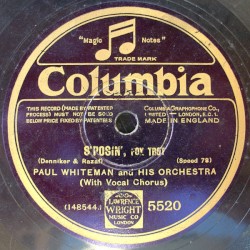 "Magic Notes"
TRADE MARK
Columbia
THIS RECORD (MADE BY PATENTED
PROCESS) MUST NOT BE SOLD
BELOW PRICE FIXED BY PATENTEES
COLUMBIA GRAPHOPHONE CO,
LONDON, E.C.
MADE IN ENGLAND
S'POSIN', FOX TROT
(Denniker & Razaf) (Speed 78)
PAUL WHITEMAN AND HIS ORCHESTRA
(With Vocal Chorus)
(148544)
LAWRENCE
WRIGHT
MUSIC CO
LONDON
5520